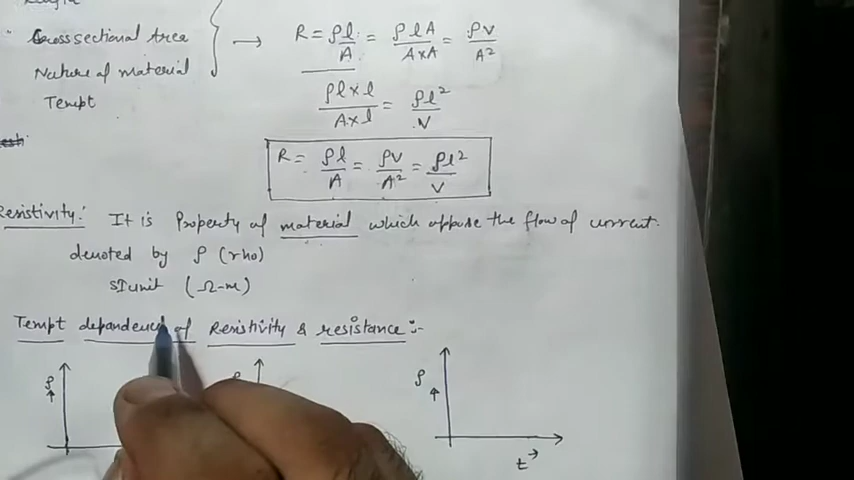 Cross sectional Area
Nature of material
Tempt
→ R = ρl/A = ρlA/A×A = ρV/A²
ρl×l/A×l = ρl²/V
R = ρl/A = ρV/A² = ρl²/V
Resistivity: It is Property of material which oppose the flow of current.
denoted by ρ (rho)
SI unit (Ω-m)
Tempt dependence of Resistivity & resistance :-
ρ
ρ
ρ
t